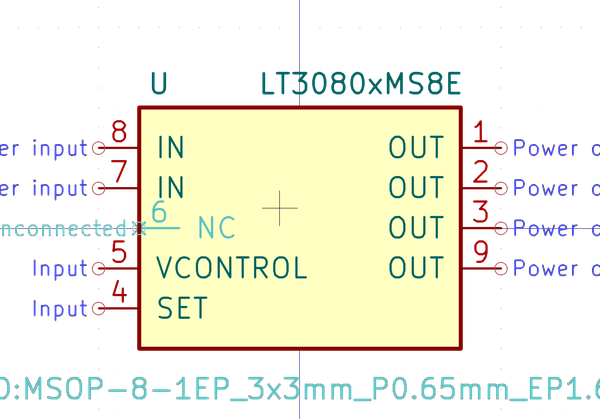 U LT3080xMS8E
er input 8 IN OUT 1 Power o
er input 7 IN OUT 2 Power o
nconnected 6 NC OUT 3 Power o
Input 5 VCONTROL OUT 9 Power o
Input 4 SET
O:MSOP-8-1EP_3x3mm_P0.65mm_EP1.6